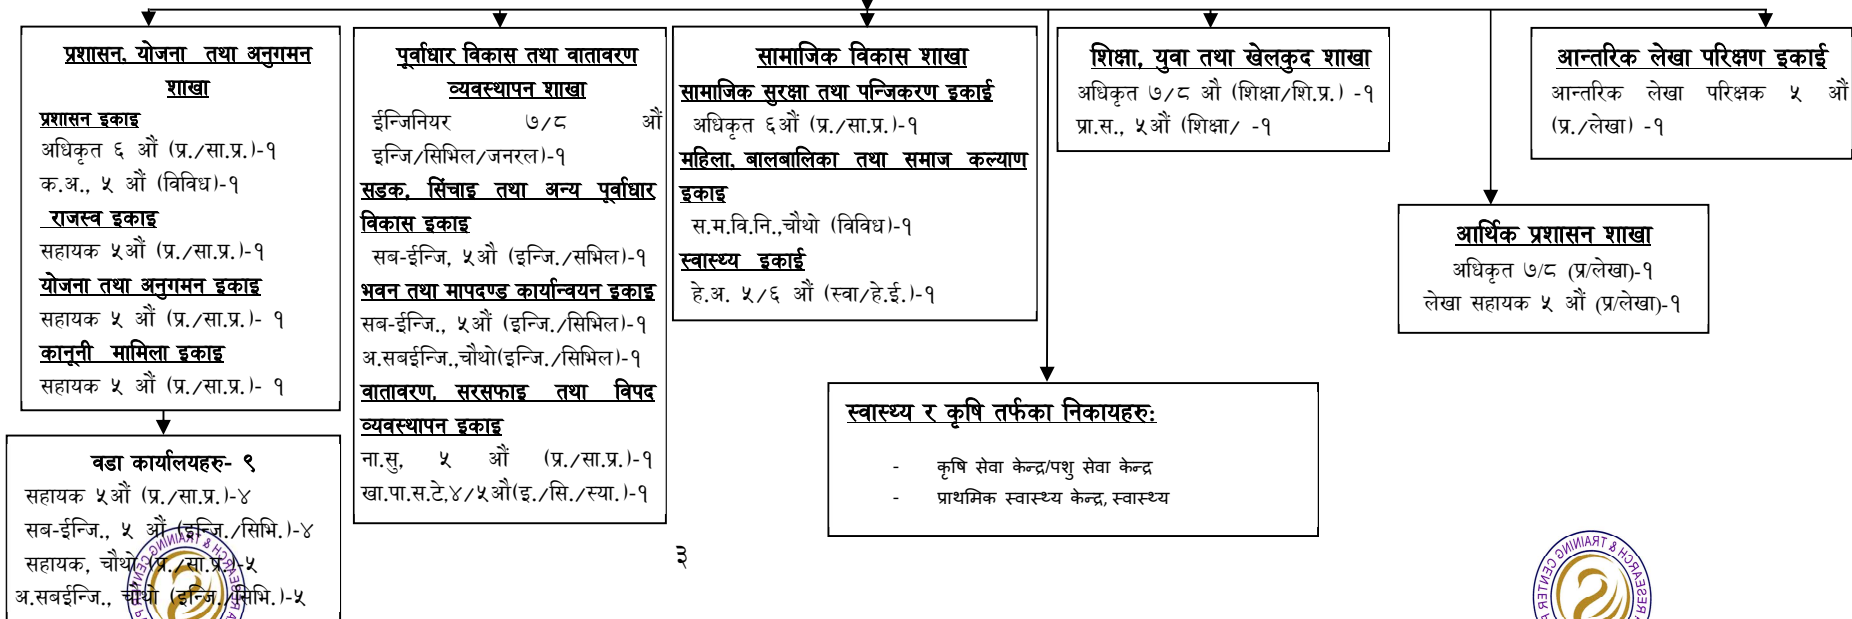 प्रशासन, योजना तथा अनुगमन
शाखा
प्रशासन इकाइ
अधिकृत ६ औं (प्र./सा.प्र.)-१
क.अ., ५ औं (विविध)-१
राजस्व इकाइ
सहायक ५औं (प्र./सा.प्र.)-१
योजना तथा अनुगमन इकाइ
सहायक ५ औं (प्र./सा.प्र.)- १
कानूनी मामिला इकाइ
सहायक ५ औं (प्र./सा.प्र.)- १
वडा कार्यालयहरु- ९
सहायक ५औं (प्र./सा.प्र.)-४
सब-ईन्जि., ५ औं (इन्जि./सिभि.)-४
सहायक, चौथो (प्र./सा.प्र.)-५
अ.सबईन्जि., चौथो (इन्जि./सिभि.)-५
पूर्वाधार विकास तथा वातावरण
व्यवस्थापन शाखा
ईन्जिनियर ७/८ औं
इन्जि/सिभिल/जनरल)-१
सडक, सिंचाइ तथा अन्य पूर्वाधार
विकास इकाइ
सब-ईन्जि, ५औ (इन्जि./सभिल)-१
भवन तथा मापदण्ड कार्यान्वयन इकाइ
सब-ईन्जि., ५औं (इन्जि./सिभिल)-१
अ.सबईन्जि.,चौथो(इन्जि./सिभिल)-१
वातावरण, सरसफाइ तथा विपद
व्यवस्थापन इकाइ
ना.सु, ५ औं (प्र./सा.प्र.)-१
खा.पा.स.टे,४/५औ(इ./सि./स्या.)-१
सामाजिक विकास शाखा
सामाजिक सुरक्षा तथा पन्जिकरण इकाई
अधिकृत ६औं (प्र./सा.प्र.)-१
महिला, बालबालिका तथा समाज कल्याण
इकाइ
स.म.वि.नि.,चौथो (विविध)-१
स्वास्थ्य इकाई
हे.अ. ५/६ औं (स्वा/हे.ई.)-१
शिक्षा, युवा तथा खेलकुद शाखा
अधिकृत ७/८ औ (शिक्षा/शि.प्र.) -१
प्रा.स., ५औं (शिक्षा/ -१
आन्तरिक लेखा परिक्षण इकाई
आन्तरिक लेखा परिक्षक ५ औं
(प्र./लेखा) -१
आर्थिक प्रशासन शाखा
अधिकृत ७/८ (प्र/लेखा)-१
लेखा सहायक ५ औं (प्र/लेखा)-१
स्वास्थ्य र कृषि तर्फका निकायहरु:
- कृषि सेवा केन्द्र/पशु सेवा केन्द्र
- प्राथमिक स्वास्थ्य केन्द्र, स्वास्थ्य
३
RESEARCH & TRAINING CENTER
RESEARCH & TRAINING CENTER